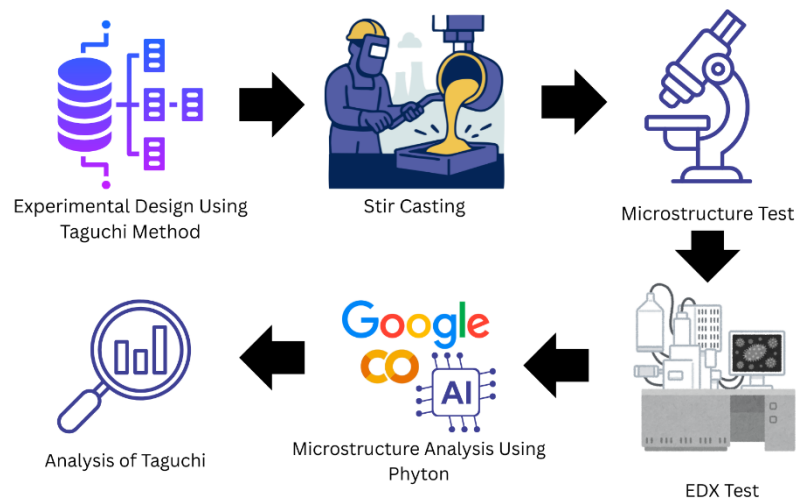 Experimental Design Using
Taguchi Method
Stir Casting
Microstructure Test
EDX Test
Google
CO
AI
Microstructure Analysis Using
Phyton
Analysis of Taguchi